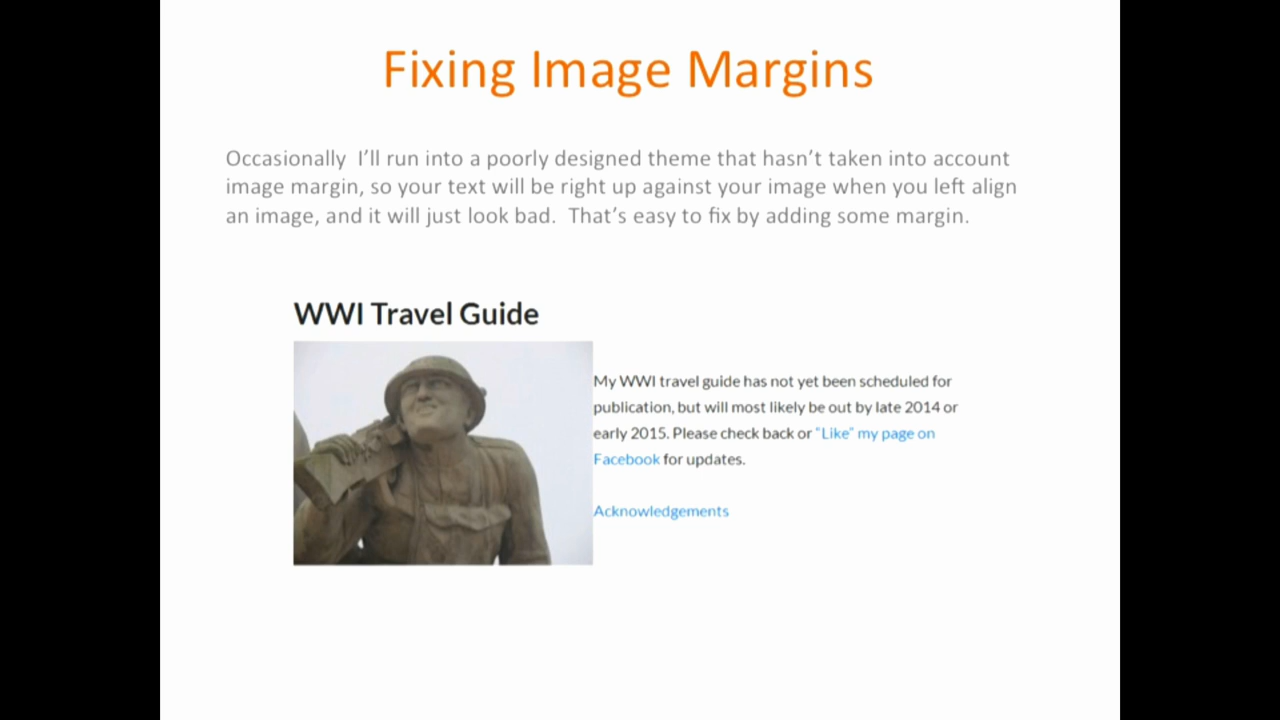 Fixing Image Margins
Occasionally  I’ll run into a poorly designed theme that hasn’t taken into account
image margin, so your text will be right up against your image when you left align
an image, and it will just look bad.  That’s easy to fix by adding some margin.
WWI Travel Guide
My WWI travel guide has not yet been scheduled for
publication, but will most likely be out by late 2014 or
early 2015. Please check back or “Like” my page on
Facebook for updates.
Acknowledgements